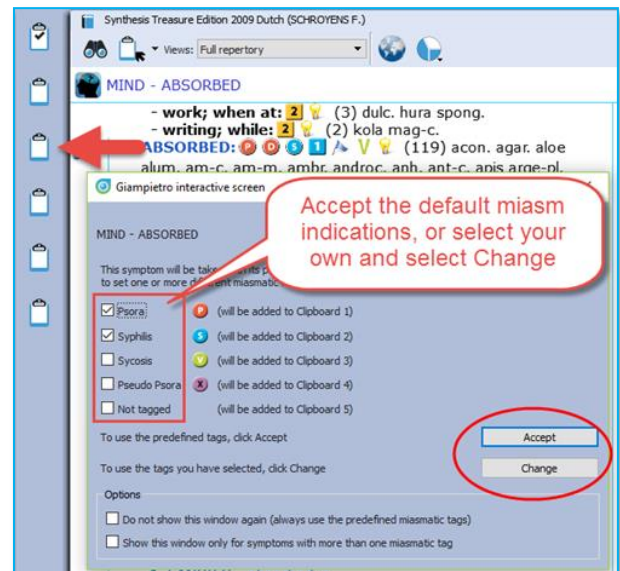 Synthesis Treasure Edition 2009 Dutch (SCHROYENS F.)
Views: Full repertory
MIND - ABSORBED
- work; when at: 2 (3) dulc. hura spong.
- writing; while: 2 (2) kola mag-c.
ABSORBED: P D S 1 V (119) acon. agar. aloe
alum. am-c. am-m. ambr. androc. anh. ant-c. apis arge-pl.
Giampietro interactive screen
Accept the default miasm
indications, or select your
own and select Change
MIND - ABSORBED
This symptom will be
to set one or more miasmatic
Psora P (will be added to Clipboard 1)
Syphilis S (will be added to Clipboard 2)
Sycosis (will be added to Clipboard 3)
Pseudo Psora X (will be added to Clipboard 4)
Not tagged (will be added to Clipboard 5)
To use the predefined tags, click Accept
Accept
To use the tags you have selected, click Change
Change
Options
Do not show this window again (always use the predefined miasmatic tags)
Show this window only for symptoms with more than one miasmatic tag